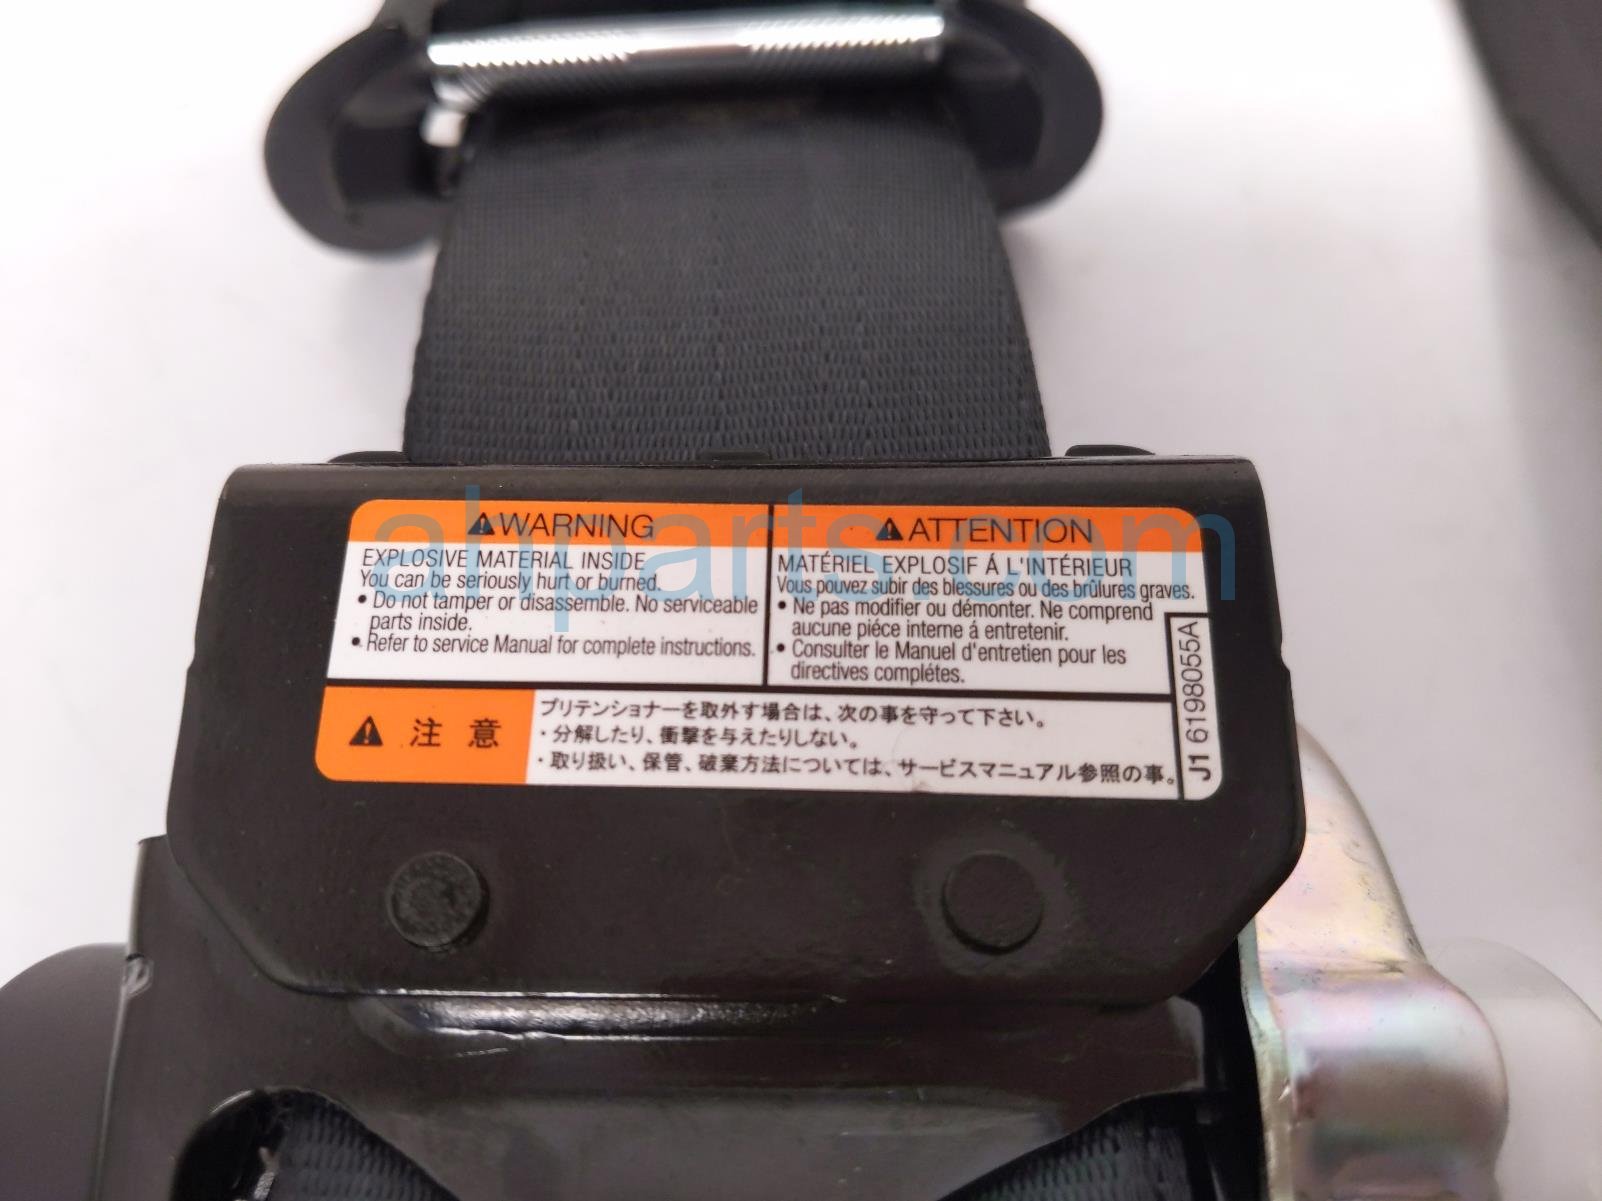 ⚠WARNING
EXPLOSIVE MATERIAL INSIDE
You can be seriously hurt or burned.
• Do not tamper or disassemble. No serviceable
parts inside.
• Refer to service Manual for complete instructions.
⚠ATTENTION
MATÉRIEL EXPLOSIF Á L'INTÉRIEUR
Vous pouvez subir des blessures ou des brûlures graves.
• Ne pas modifier ou démonter. Ne comprend
aucune piéce interne á entretenir.
• Consulter le Manuel d'entretien pour les
directives complétes.
⚠ 注意
プリテンショナーを取外す場合は、次の事を守って下さい。
・分解したり、衝撃を与えたりしない。
・取り扱い、保管、破棄方法については、サービスマニュアル参照の事。
J1 6198055A
ahparts.com